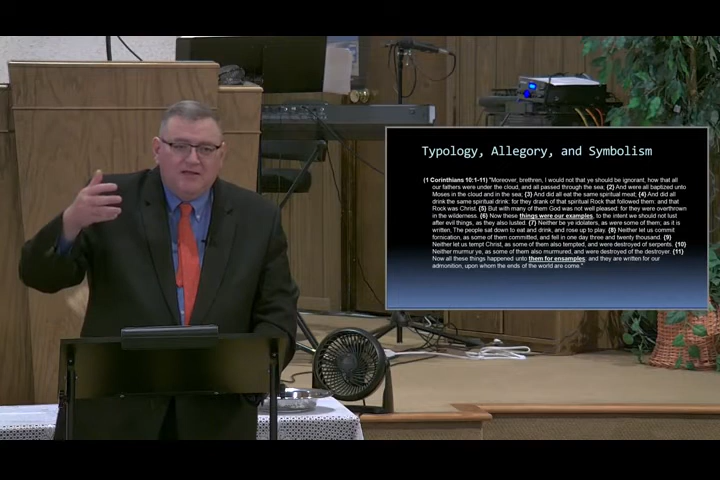 Typology, Allegory, and Symbolism
(1 Corinthians 10:1-11) "Moreover, brethren, I would not that ye should be ignorant, how that all
our fathers were under the cloud, and all passed through the sea; (2) And were all baptized unto
Moses in the cloud and in the sea; (3) And did all eat the same spiritual meat; (4) And did all
drink the same spiritual drink: for they drank of that spiritual Rock that followed them: and that
Rock was Christ. (5) But with many of them God was not well pleased: for they were overthrown
in the wilderness. (6) Now these things were our examples, to the intent we should not lust
after evil things, as they also lusted. (7) Neither be ye idolaters, as were some of them; as it is
written, The people sat down to eat and drink, and rose up to play. (8) Neither let us commit
fornication, as some of them committed, and fell in one day three and twenty thousand. (9)
Neither let us tempt Christ, as some of them also tempted, and were destroyed of serpents. (10)
Neither murmur ye, as some of them also murmured, and were destroyed of the destroyer. (11)
Now all these things happened unto them for ensamples: and they are written for our
admonition, upon whom the ends of the world are come."